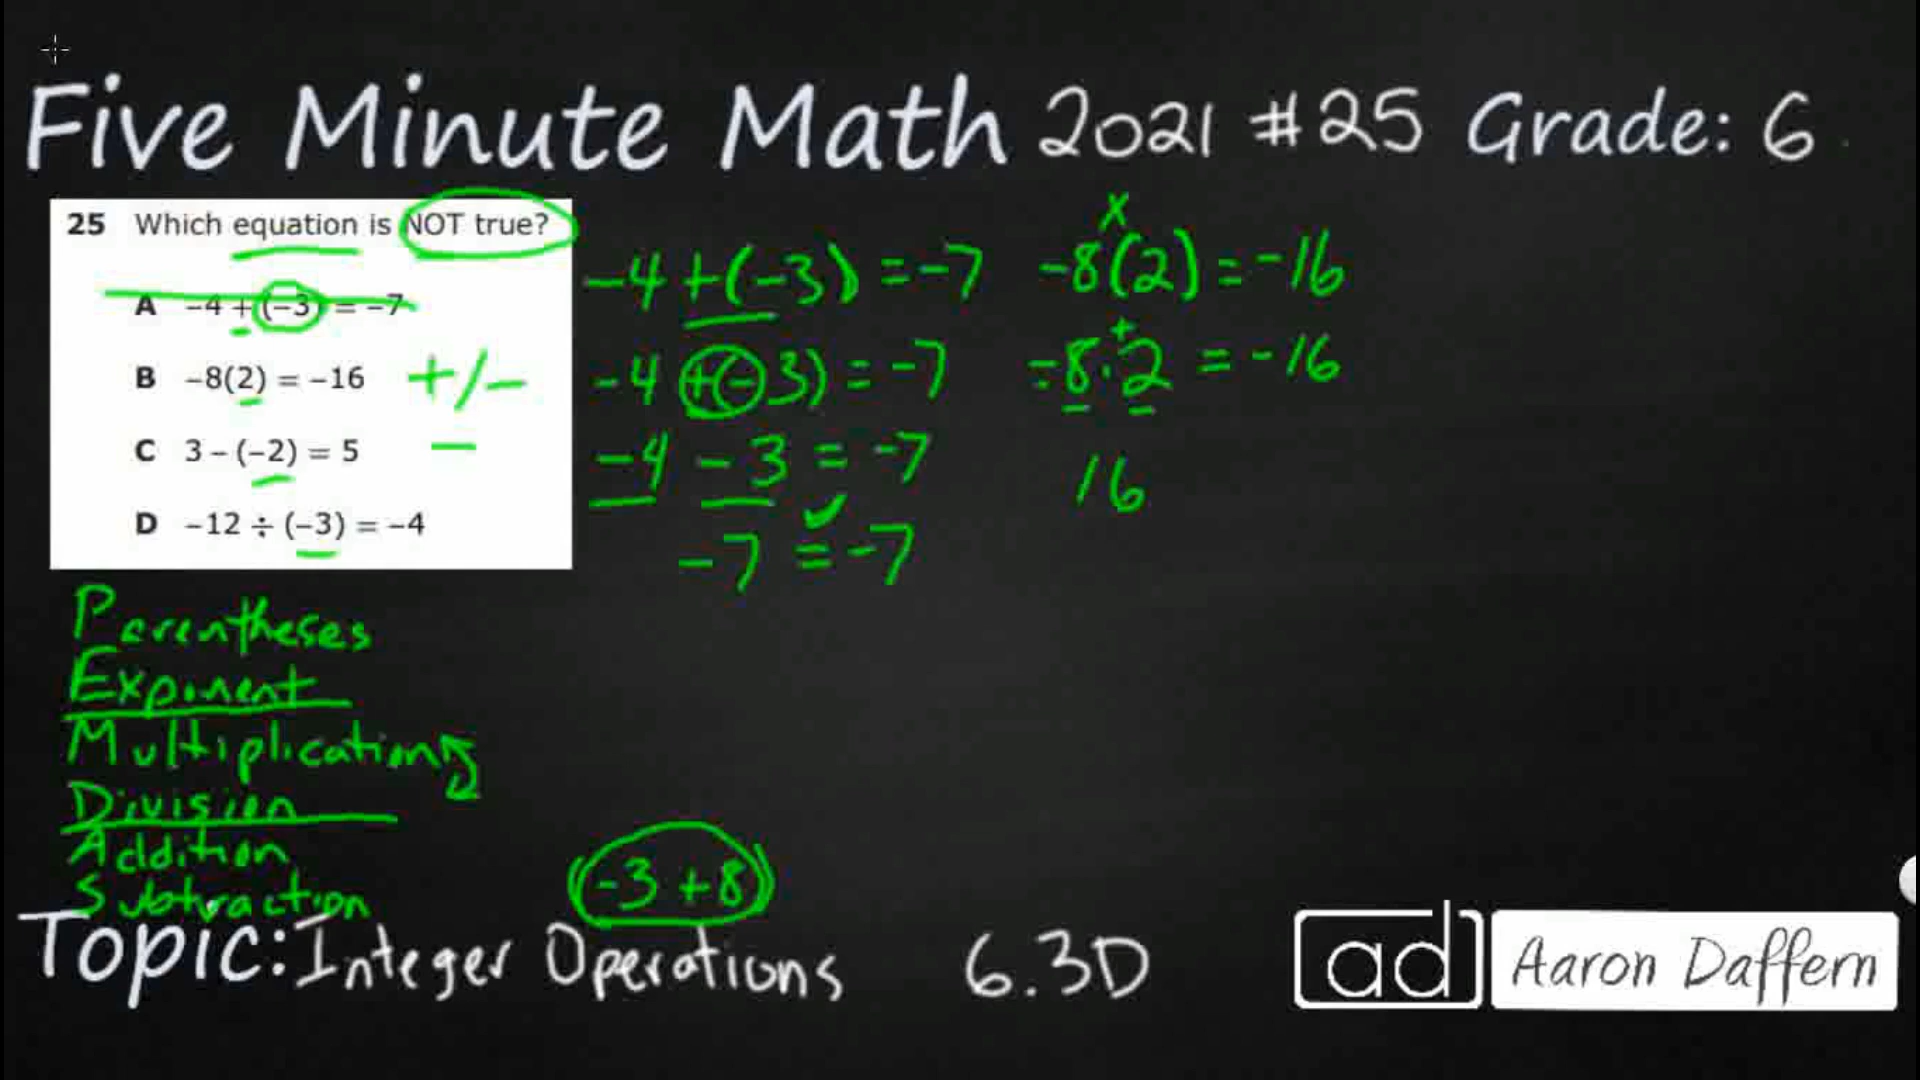 Five Minute Math 2021 #25 Grade: 6
25 Which equation is NOT true?
A -4 + (-3) = -7
B -8(2) = -16
C 3 - (-2) = 5
D -12 ÷ (-3) = -4
+/-
-
-4 +(-3) = -7
-4 +(-3) = -7
-4 -3 = -7
✓
-7 = -7
x
-8(2) = -16
+
-8·2 = -16
16
Parentheses
Exponent
Multiplication
Division
Addition
Subtraction
(-3 + 8)
Topic: Integer Operations 6.3D
ad Aaron Daffern